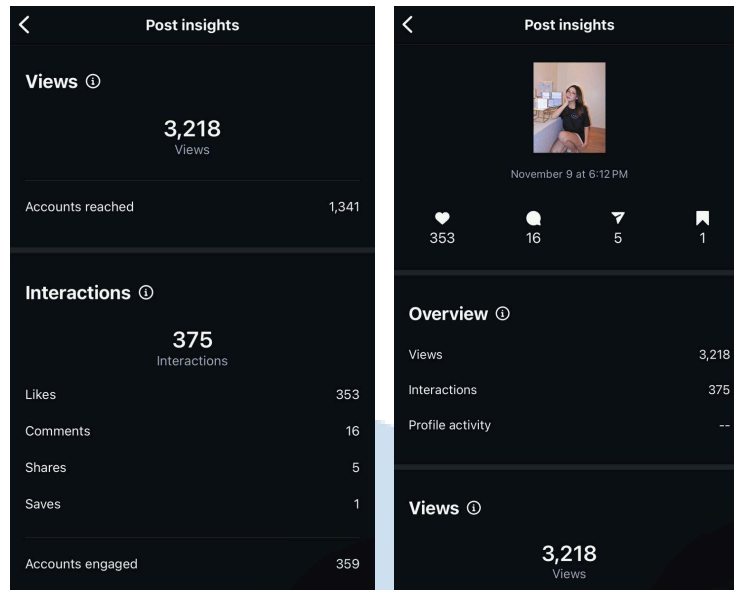 Post insights
Views
3,218
Views
Accounts reached 1,341
Interactions
375
Interactions
Likes 353
Comments 16
Shares 5
Saves 1
Accounts engaged 359
Post insights
November 9 at 6:12 PM
353 16 5 1
Overview
Views 3,218
Interactions 375
Profile activity --
Views
3,218
Views